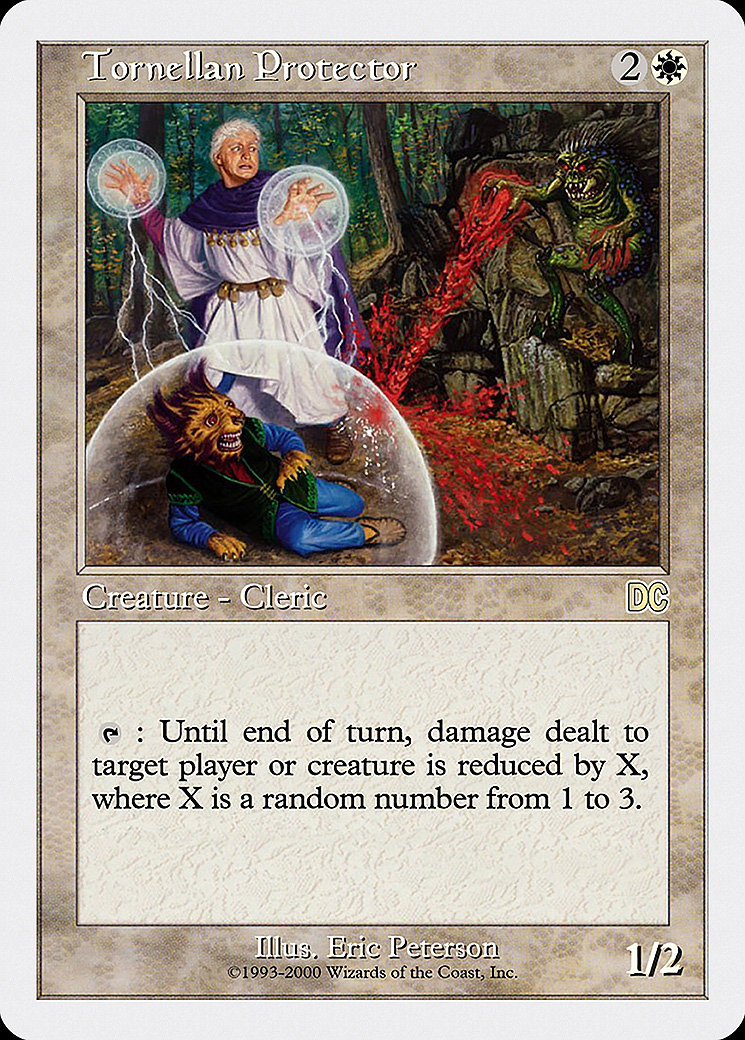 Tornellan Protector 2
Creature - Cleric DC
: Until end of turn, damage dealt to
target player or creature is reduced by X,
where X is a random number from 1 to 3.
Illus. Eric Peterson
©1993-2000 Wizards of the Coast, Inc.
1/2